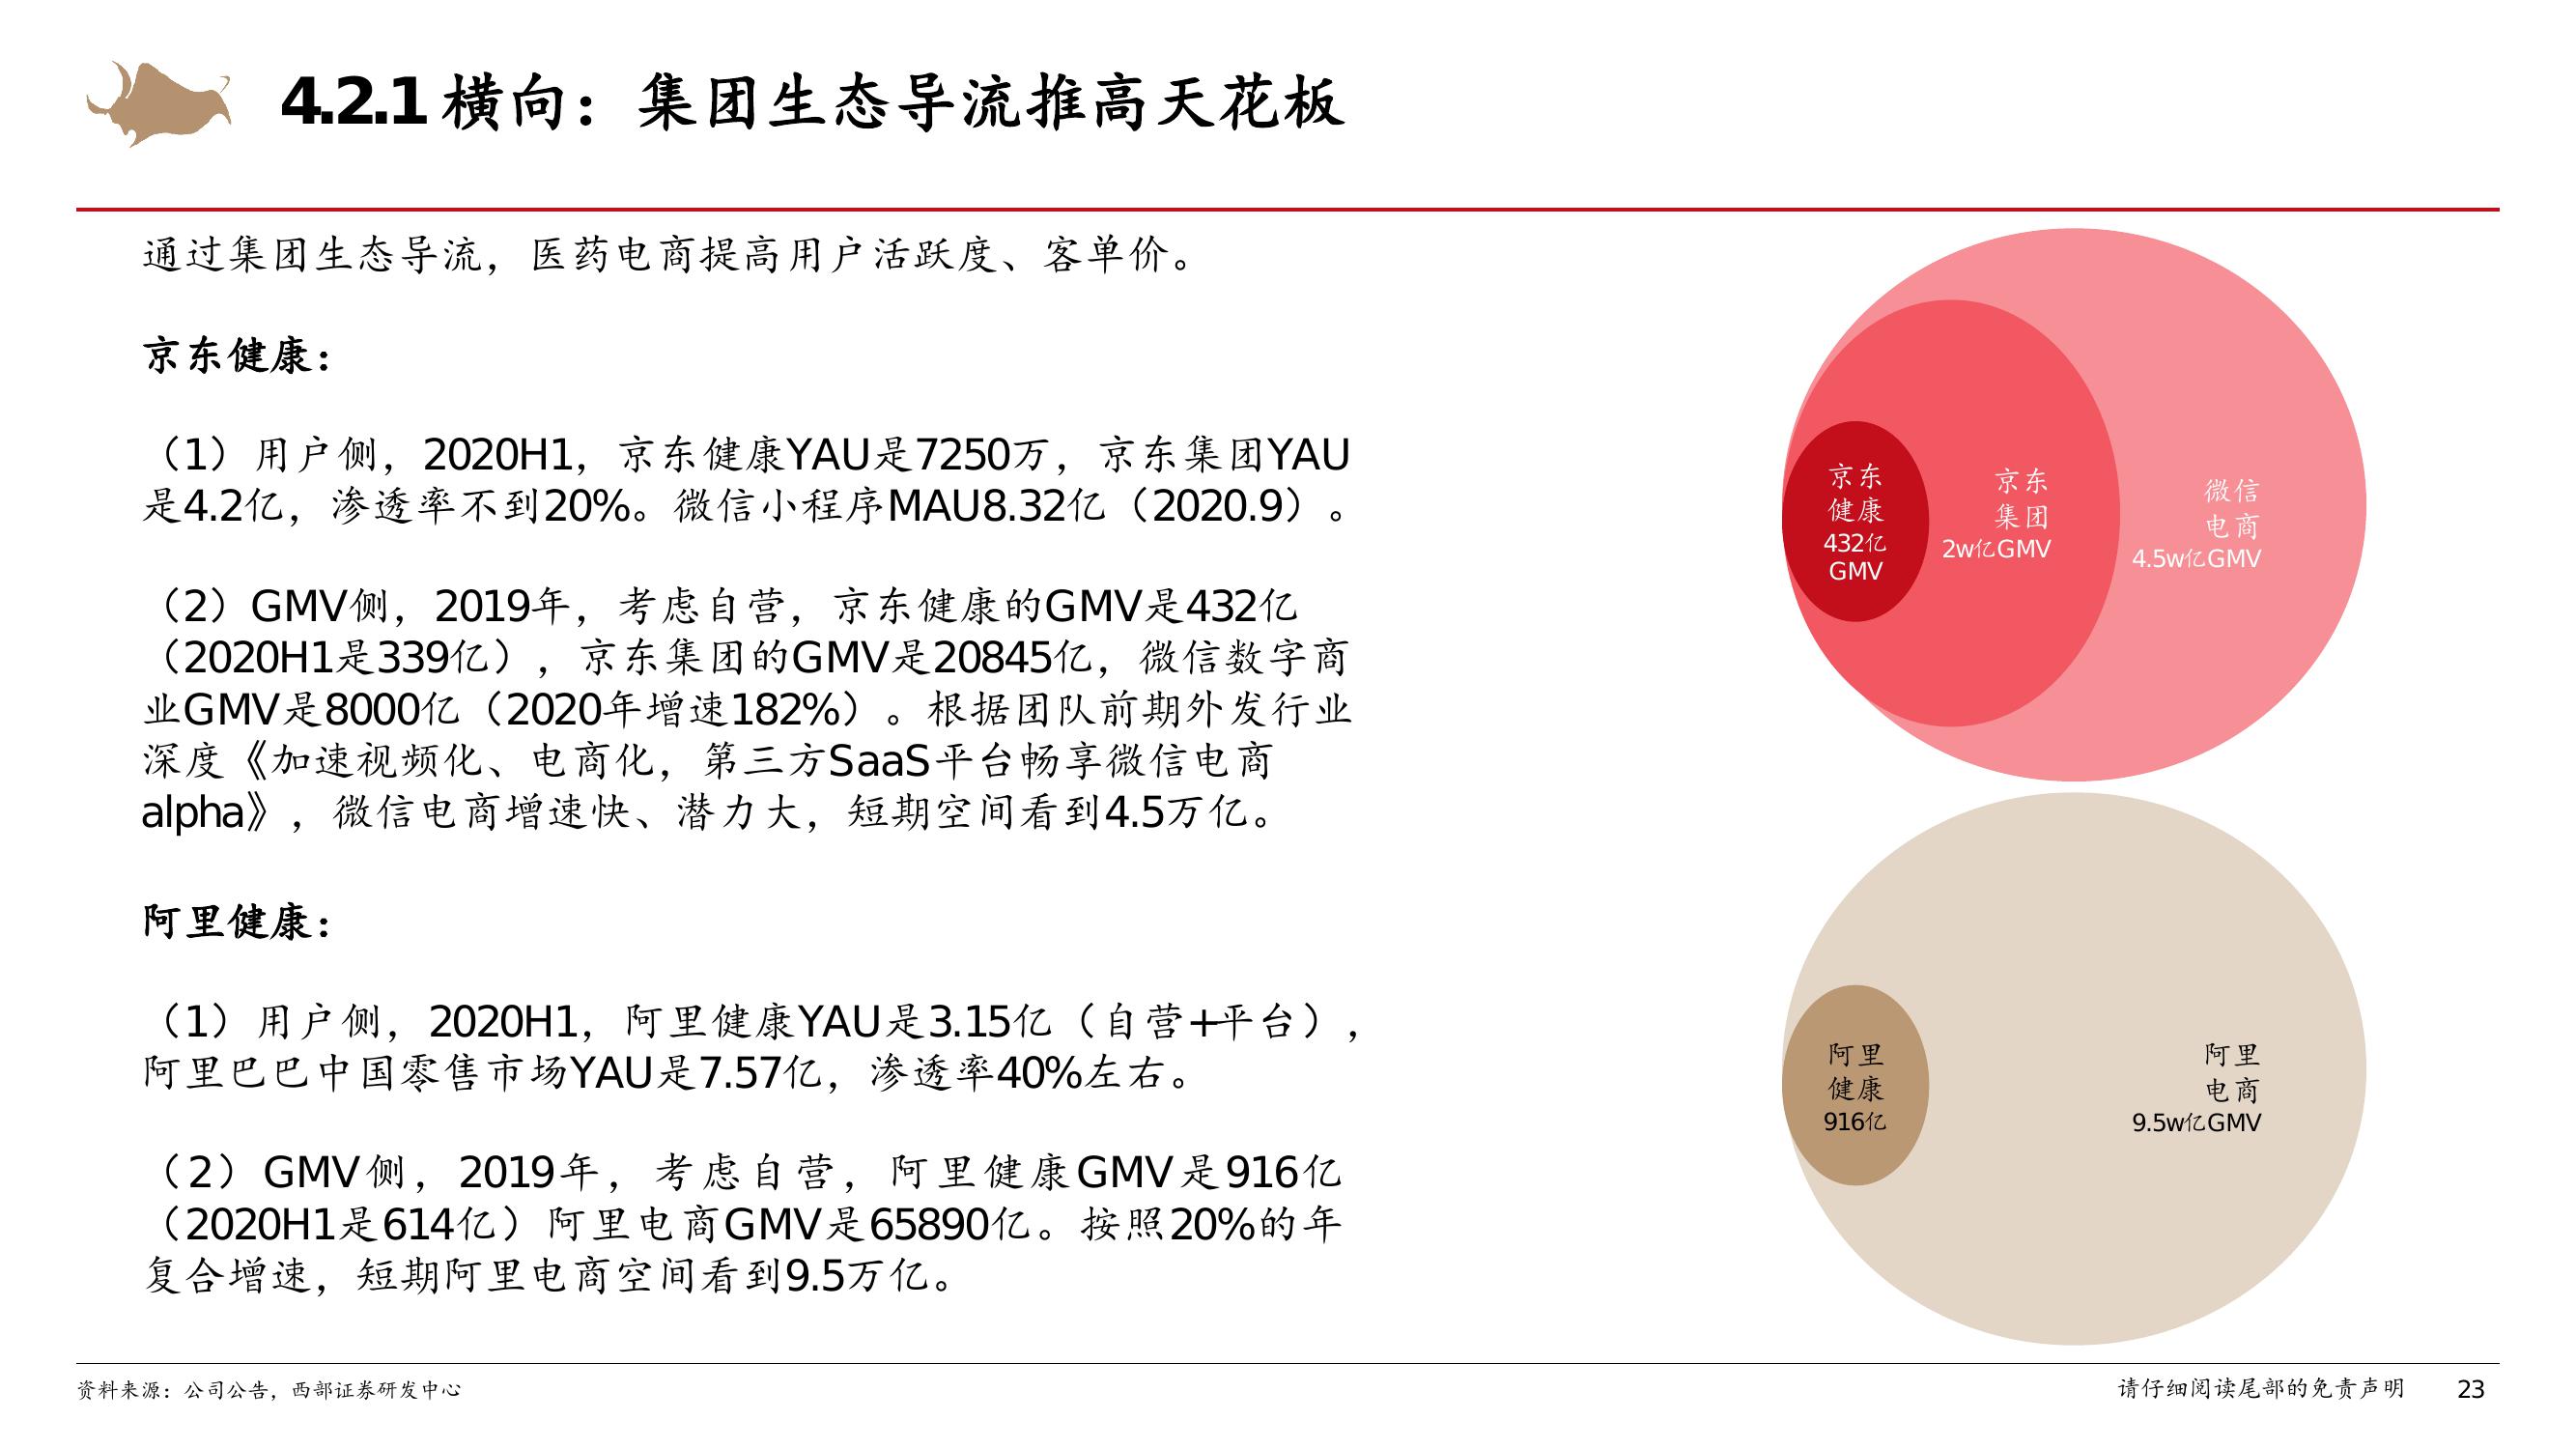 4.2.1 横向：集团生态导流推高天花板
通过集团生态导流，医药电商提高用户活跃度、客单价。
京东健康：
（1）用户侧，2020H1，京东健康YAU是7250万，京东集团YAU
是4.2亿，渗透率不到20%。微信小程序MAU8.32亿（2020.9）。
（2）GMV侧，2019年，考虑自营，京东健康的GMV是432亿
（2020H1是339亿），京东集团的GMV是20845亿，微信数字商
业GMV是8000亿（2020年增速182%）。根据团队前期外发行业
深度《加速视频化、电商化，第三方SaaS平台畅享微信电商
alpha》，微信电商增速快、潜力大，短期空间看到4.5万亿。
阿里健康：
（1）用户侧，2020H1，阿里健康YAU是3.15亿（自营+平台），
阿里巴巴中国零售市场YAU是7.57亿，渗透率40%左右。
（2）GMV侧，2019年，考虑自营，阿里健康GMV是916亿
（2020H1是614亿）阿里电商GMV是65890亿。按照20%的年
复合增速，短期阿里电商空间看到9.5万亿。
京东
健康
432亿
GMV
京东
集团
2w亿GMV
微信
电商
4.5w亿GMV
阿里
健康
916亿
阿里
电商
9.5w亿GMV
资料来源：公司公告，西部证券研发中心
请仔细阅读尾部的免责声明
23